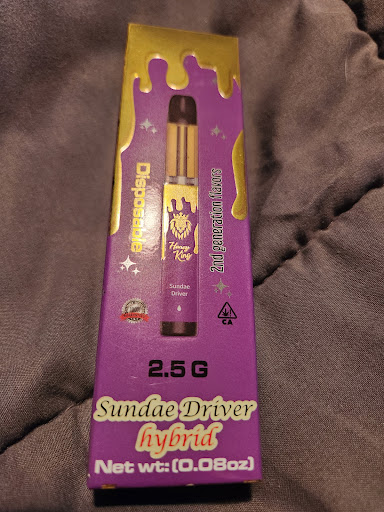 Disposable
2nd generation flavors
Honey
King
Sundae
Driver
CA
2.5 G
Sundae Driver
hybrid
Net wt: (0.08oz)